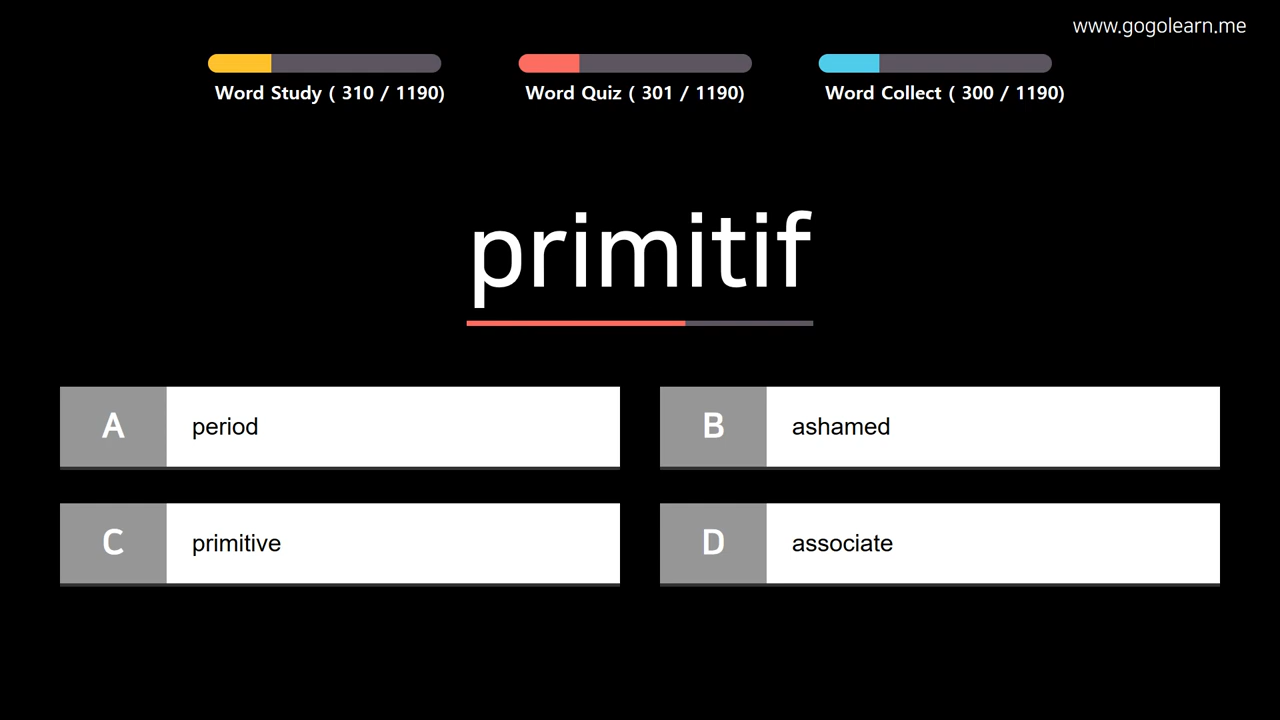 www.gogolearn.me
Word Study ( 310 / 1190)
Word Quiz ( 301 / 1190)
Word Collect ( 300 / 1190)
primitif
A period
B ashamed
C primitive
D associate